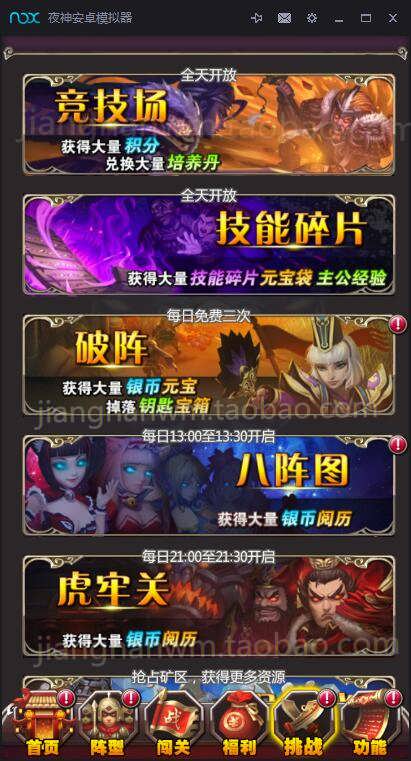 nox 夜神安卓模拟器
全天开放
竞技场
获得大量 积分
兑换大量 培养丹
全天开放
技能碎片
获得大量 技能碎片 元宝袋 主公经验
每日免费三次
破阵
获得大量 银币 元宝
掉落 钥匙 宝箱
每日13:00至13:30开启
八阵图
获得大量 银币 阅历
每日21:00至21:30开启
虎牢关
获得大量 银币 阅历
抢占矿区，获得更多资源
首页 阵型 闯关 福利 挑战 功能